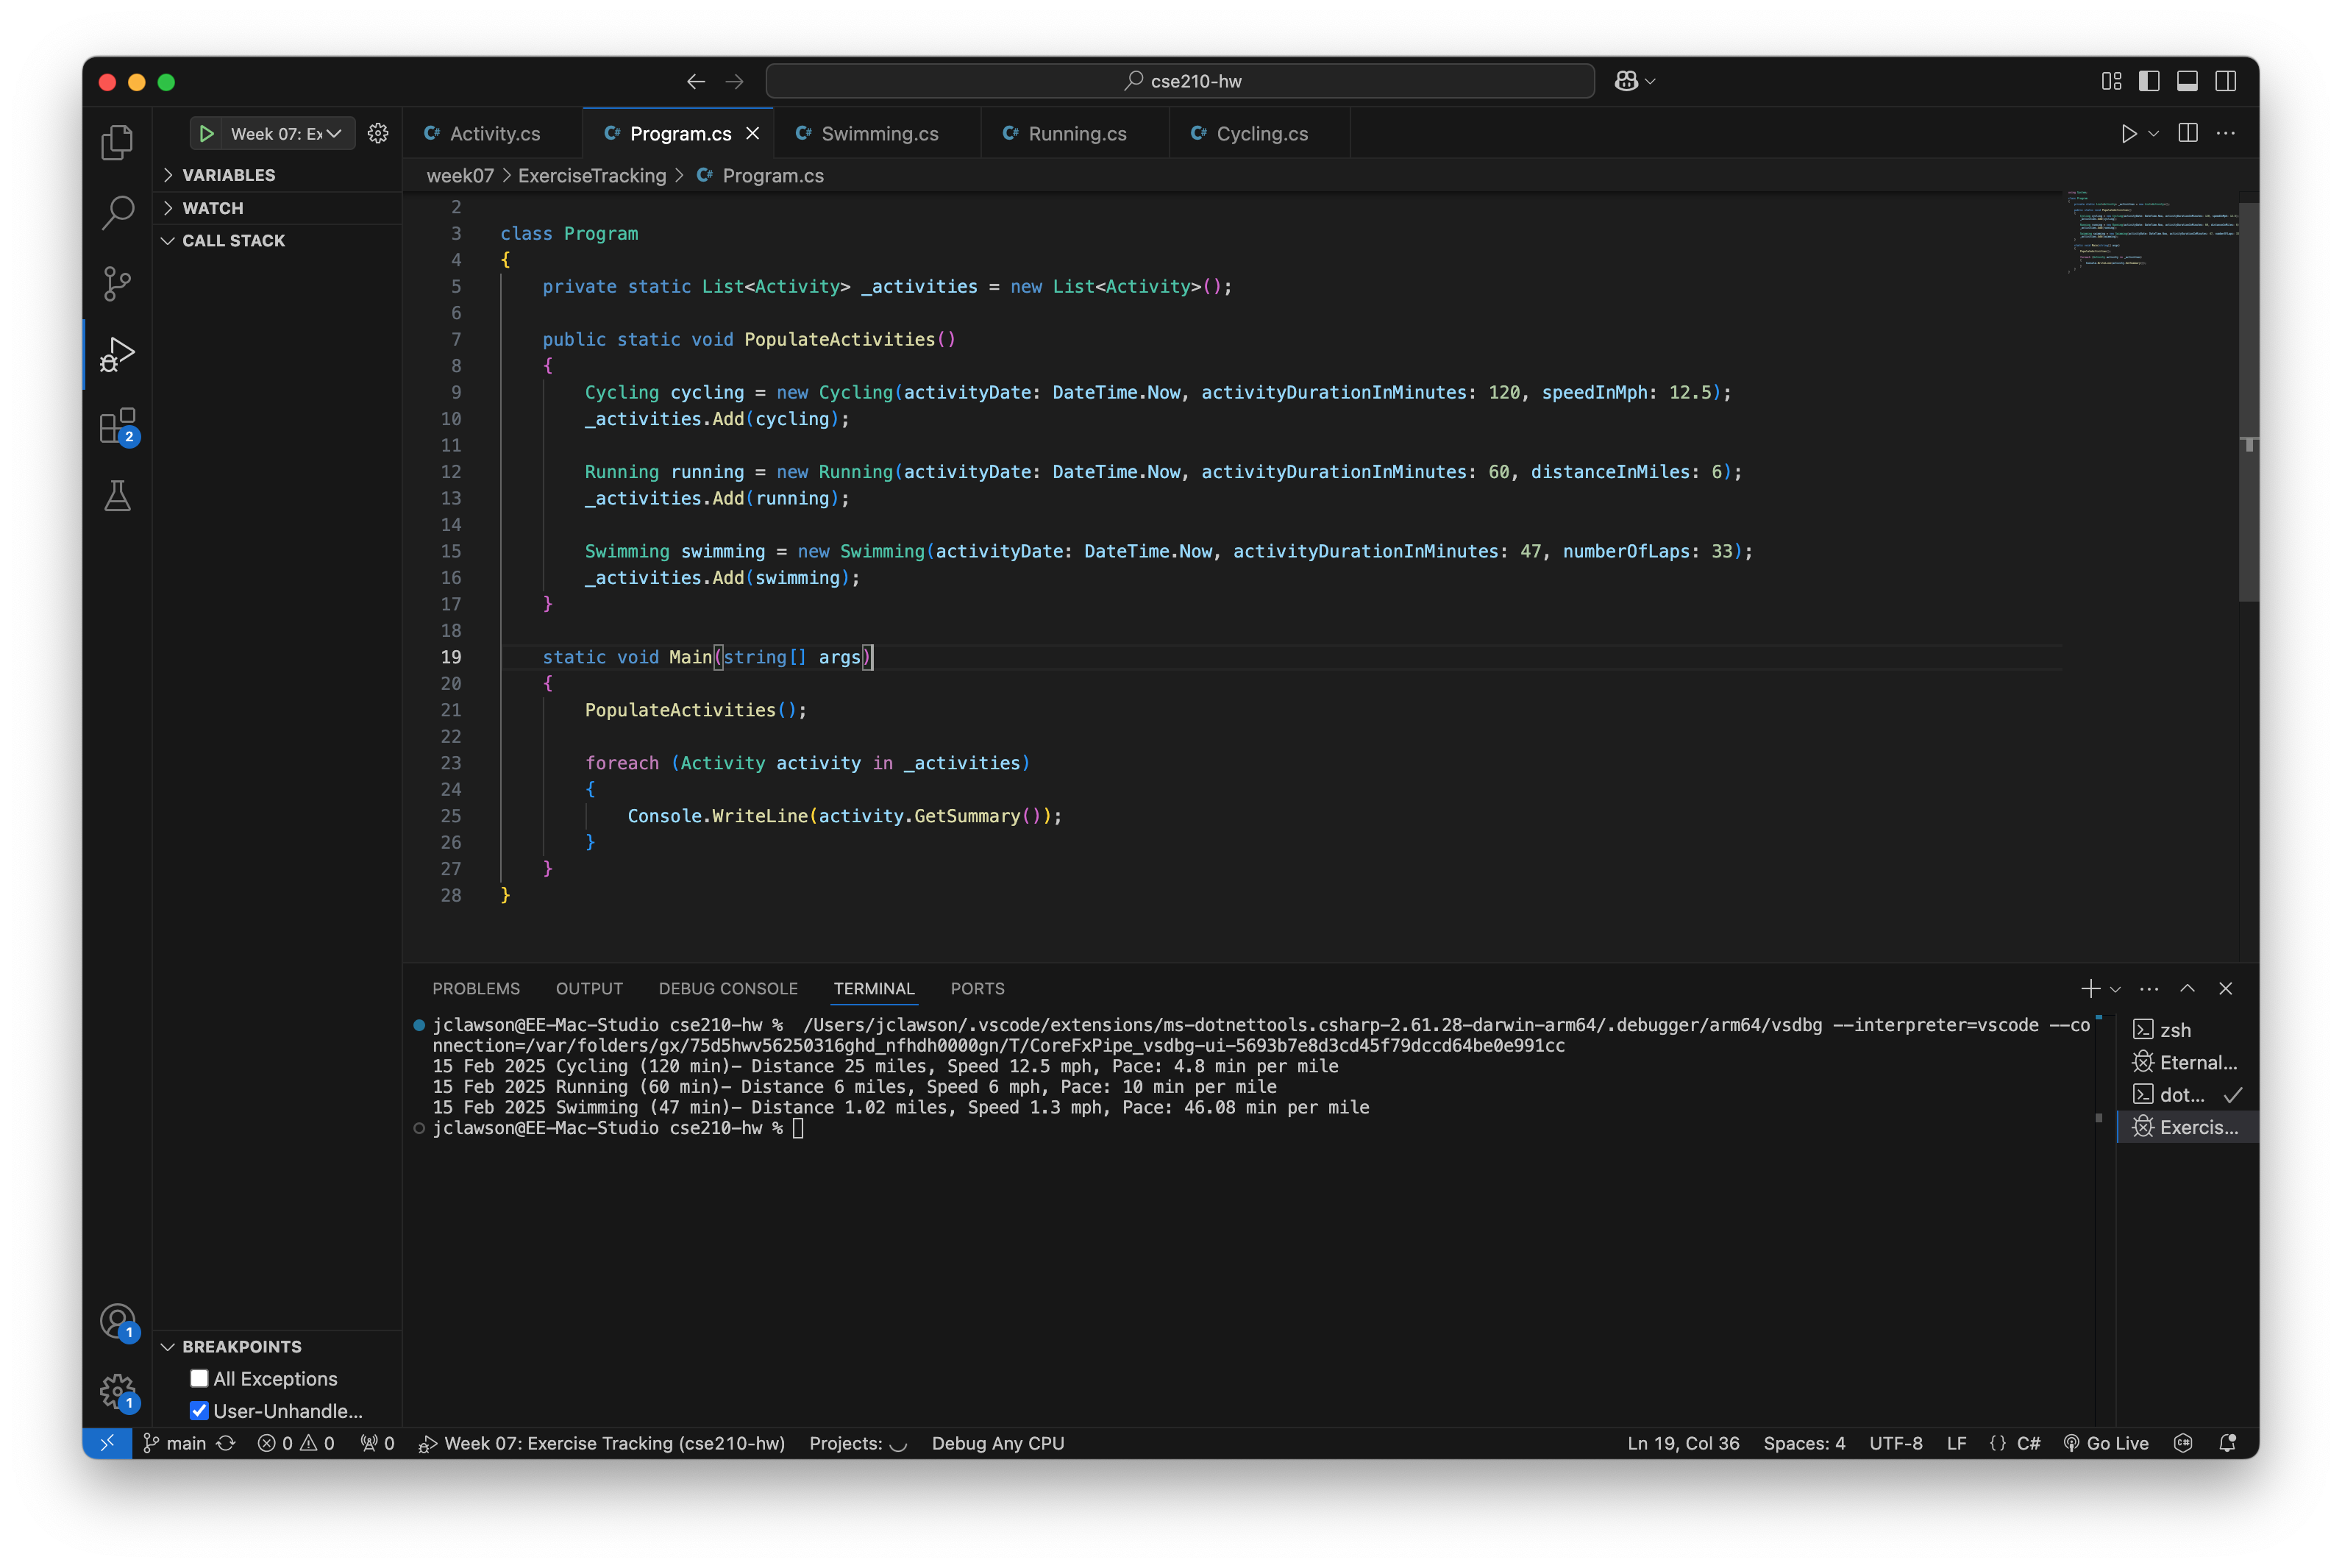 cse210-hw
Week 07: Ex
Activity.cs
Program.cs
Swimming.cs
Running.cs
Cycling.cs
VARIABLES
WATCH
CALL STACK
week07 > ExerciseTracking > Program.cs
2
3 class Program
4 {
5 private static List<Activity> _activities = new List<Activity>();
6
7 public static void PopulateActivities()
8 {
9 Cycling cycling = new Cycling(activityDate: DateTime.Now, activityDurationInMinutes: 120, speedInMph: 12.5);
10 _activities.Add(cycling);
11
12 Running running = new Running(activityDate: DateTime.Now, activityDurationInMinutes: 60, distanceInMiles: 6);
13 _activities.Add(running);
14
15 Swimming swimming = new Swimming(activityDate: DateTime.Now, activityDurationInMinutes: 47, numberOfLaps: 33);
16 _activities.Add(swimming);
17 }
18
19 static void Main(string[] args)
20 {
21 PopulateActivities();
22
23 foreach (Activity activity in _activities)
24 {
25 Console.WriteLine(activity.GetSummary());
26 }
27 }
28 }
2
PROBLEMS OUTPUT DEBUG CONSOLE TERMINAL PORTS
jclawson@EE-Mac-Studio cse210-hw % /Users/jclawson/.vscode/extensions/ms-dotnettools.csharp-2.61.28-darwin-arm64/.debugger/arm64/vsdbg --interpreter=vscode --co
nnection=/var/folders/gx/75d5hwv56250316ghd_nfhdh0000gn/T/CoreFxPipe_vsdbg-ui-5693b7e8d3cd45f79dccd64be0e991cc
15 Feb 2025 Cycling (120 min)- Distance 25 miles, Speed 12.5 mph, Pace: 4.8 min per mile
15 Feb 2025 Running (60 min)- Distance 6 miles, Speed 6 mph, Pace: 10 min per mile
15 Feb 2025 Swimming (47 min)- Distance 1.02 miles, Speed 1.3 mph, Pace: 46.08 min per mile
jclawson@EE-Mac-Studio cse210-hw %
zsh
Eternal...
dot...
Exercis...
1
1
BREAKPOINTS
All Exceptions
User-Unhandle...
main 0 0 0 Week 07: Exercise Tracking (cse210-hw) Projects: Debug Any CPU Ln 19, Col 36 Spaces: 4 UTF-8 LF {} C# Go Live